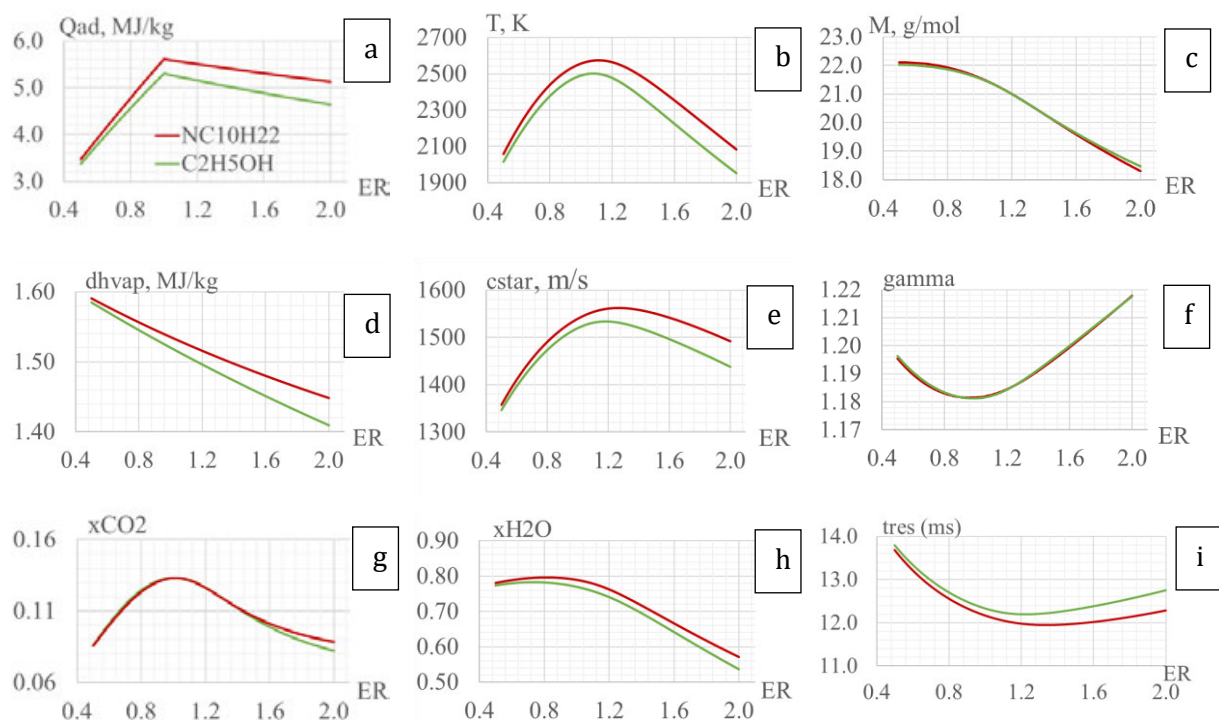 Qad, MJ/kg
6.0
5.0
4.0
3.0
NC10H22
C2H5OH
a
ER
0.4 0.8 1.2 1.6 2.0
T, K
2700
2500
2300
2100
1900
b
ER
0.4 0.8 1.2 1.6 2.0
M, g/mol
23.0
22.0
21.0
20.0
19.0
18.0
c
ER
0.4 0.8 1.2 1.6 2.0
dhvap, MJ/kg
1.60
1.50
1.40
d
ER
0.4 0.8 1.2 1.6 2.0
cstar, m/s
1600
1500
1400
1300
e
ER
0.4 0.8 1.2 1.6 2.0
gamma
1.22
1.21
1.20
1.19
1.18
1.17
f
ER
0.4 0.8 1.2 1.6 2.0
xCO2
0.16
0.11
0.06
g
ER
0.4 0.8 1.2 1.6 2.0
xH2O
0.90
0.80
0.70
0.60
0.50
h
ER
0.4 0.8 1.2 1.6 2.0
tres (ms)
14.0
13.0
12.0
11.0
i
ER
0.4 0.8 1.2 1.6 2.0